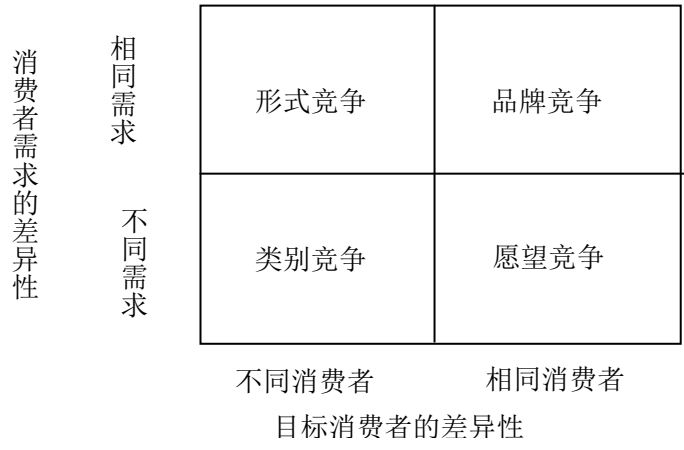 消费者需求的差异性
相同需求
不同需求
形式竞争
品牌竞争
类别竞争
愿望竞争
不同消费者
相同消费者
目标消费者的差异性